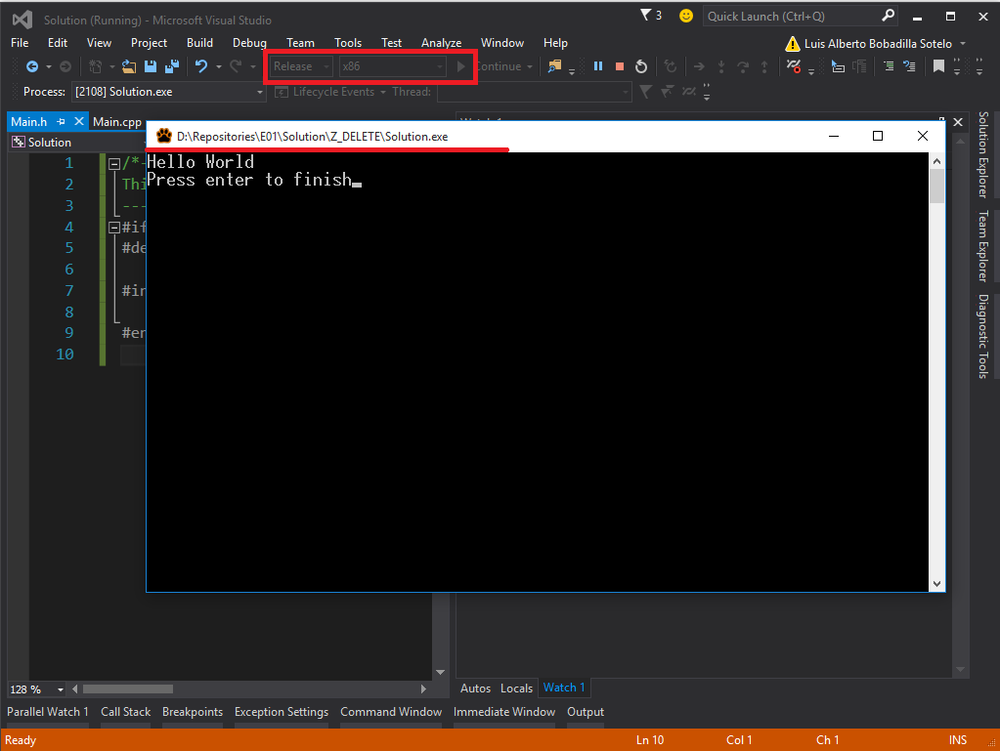 Solution (Running) - Microsoft Visual Studio
3
Quick Launch (Ctrl+Q)
File Edit View Project Build Debug Team Tools Test Analyze Window Help
Luis Alberto Bobadilla Sotelo
Release x86 Continue
Process: [2108] Solution.exe Lifecycle Events Thread:
Main.h Main.cpp
Solution
D:\Repositories\E01\Solution\Z_DELETE\Solution.exe
Hello World
Press enter to finish
1 /*-
2 Thi
3 ---
4 #if
5 #de
6
7 #in
8
9 #en
10
Solution Explorer
Team Explorer
Diagnostic Tools
128 %
Autos Locals Watch 1
Parallel Watch 1 Call Stack Breakpoints Exception Settings Command Window Immediate Window Output
Ready Ln 10 Col 1 Ch 1 INS